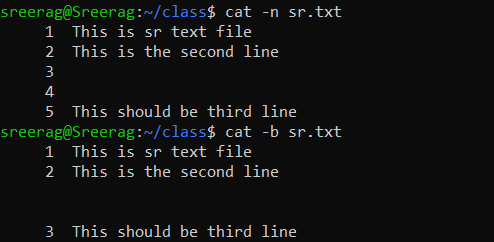 sreerag@Sreerag:~/class$ cat -n sr.txt
     1  This is sr text file
     2  This is the second line
     3
     4
     5  This should be third line
sreerag@Sreerag:~/class$ cat -b sr.txt
     1  This is sr text file
     2  This is the second line


     3  This should be third line